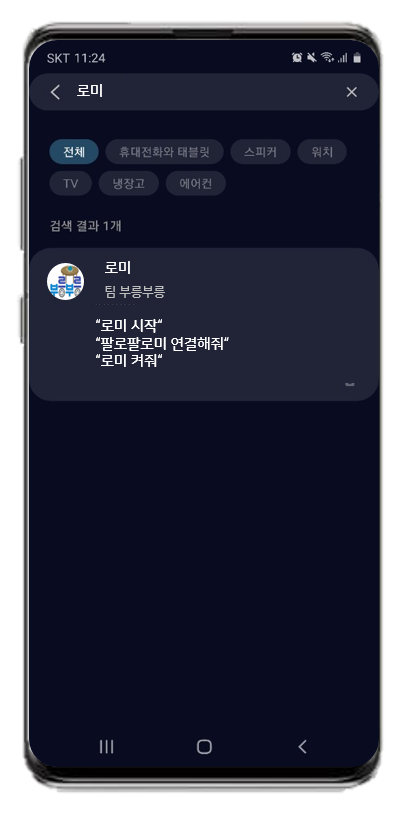 SKT 11:24
로미
전체 휴대전화와 태블릿 스피커 워치
TV 냉장고 에어컨
검색 결과 1개
로미
팀 부릉부릉
“로미 시작“
“팔로팔로미 연결해줘“
“로미 켜줘“